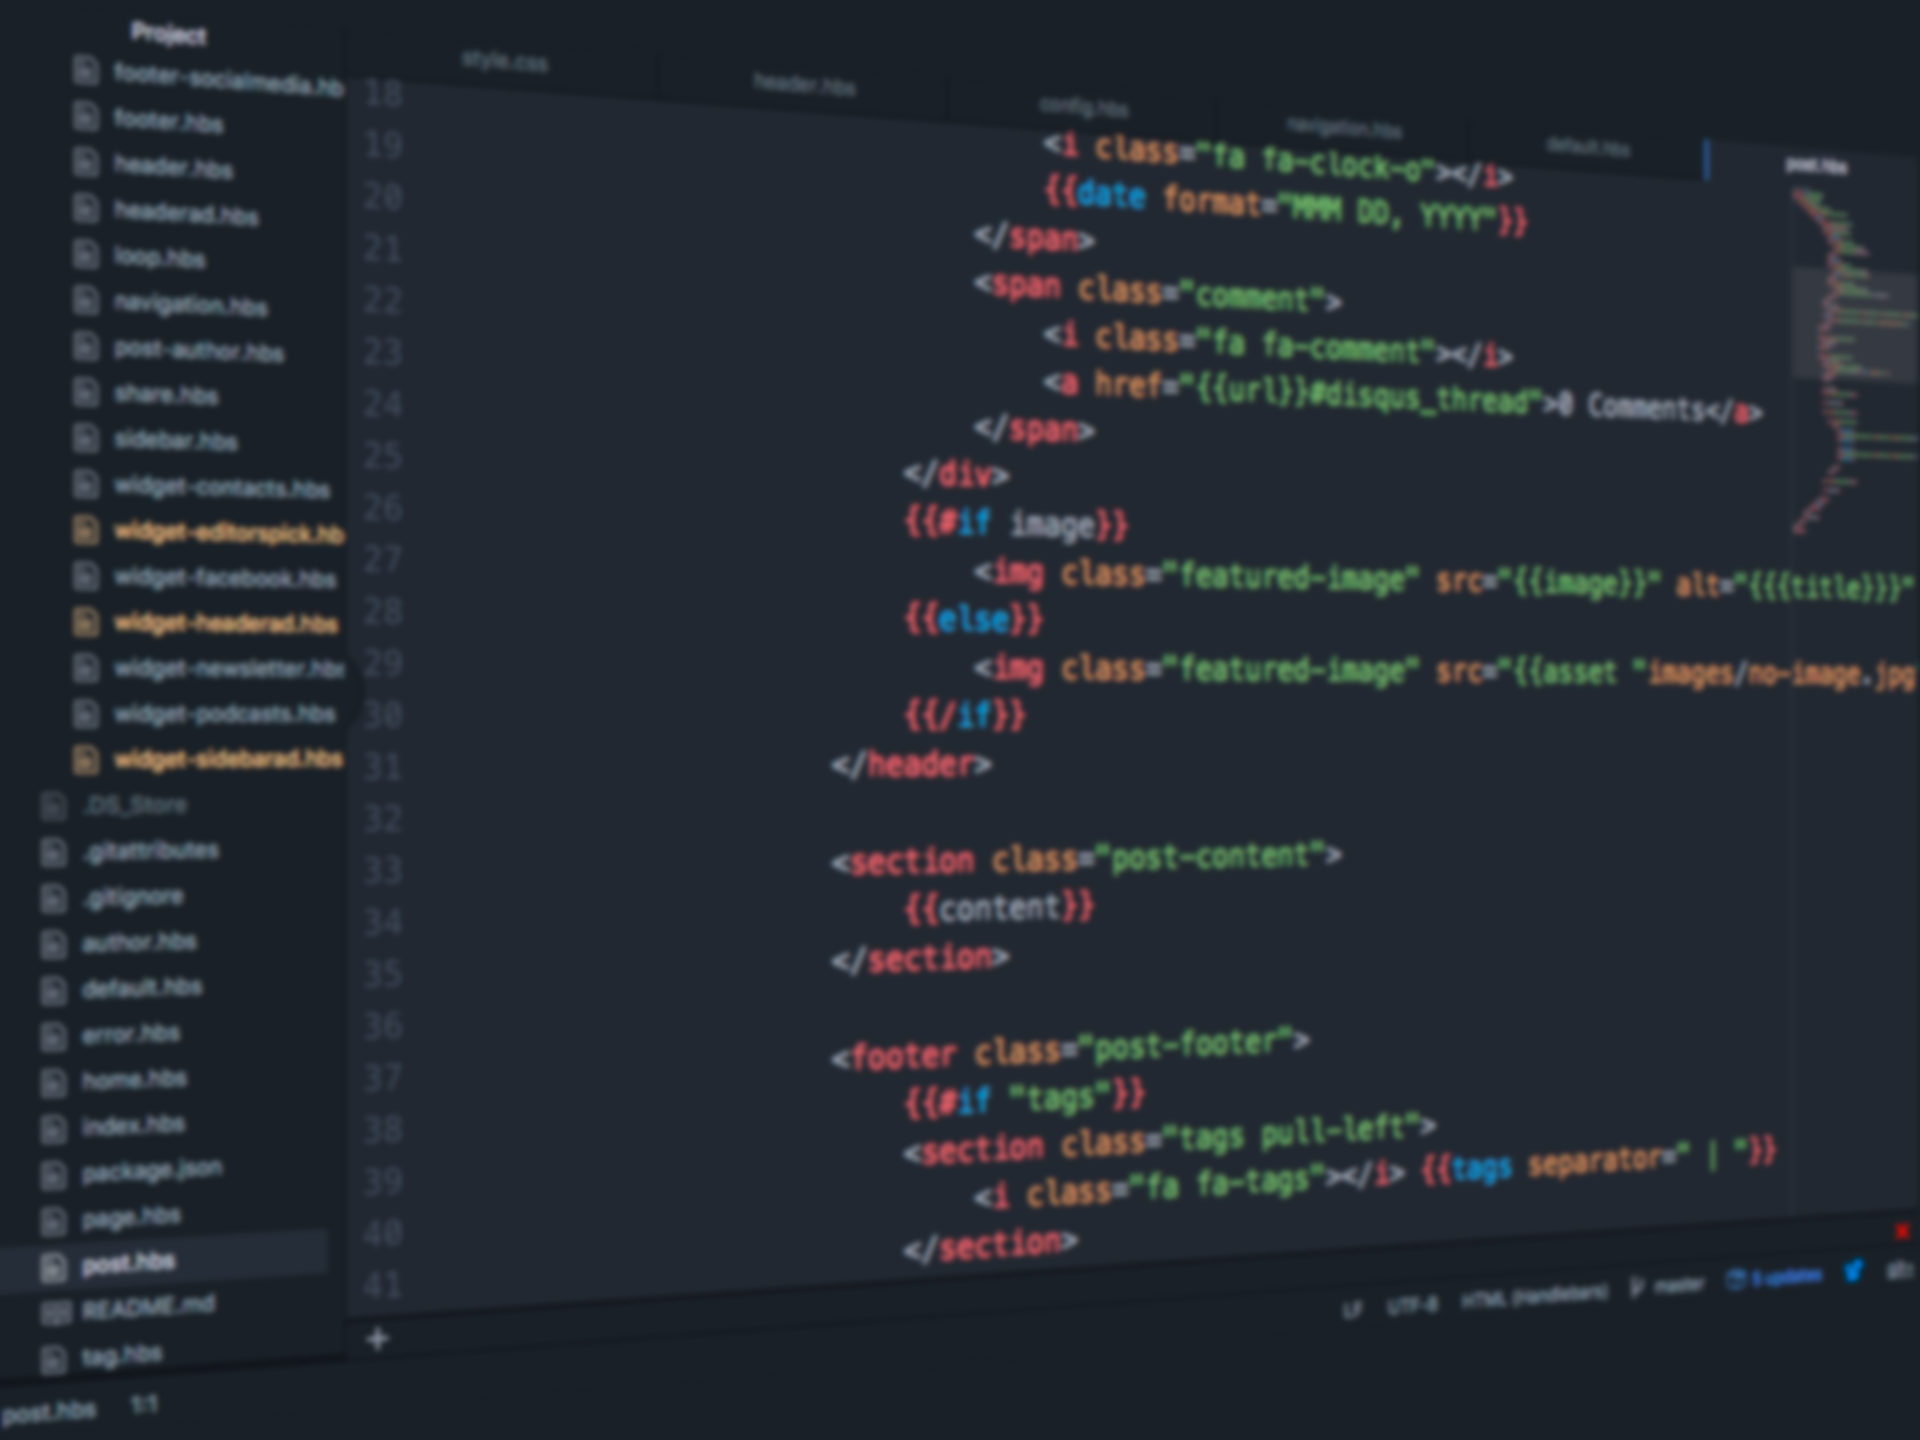 Project
footer-socialmedia.hb
footer.hbs
header.hbs
headerad.hbs
loop.hbs
navigation.hbs
post-author.hbs
share.hbs
sidebar.hbs
widget-contacts.hbs
widget-editorspick.hb
widget-facebook.hbs
widget-headerad.hbs
widget-newsletter.hbs
widget-podcasts.hbs
widget-sidebarad.hbs
.DS_Store
.gitattributes
.gitignore
author.hbs
default.hbs
error.hbs
home.hbs
index.hbs
package.json
page.hbs
post.hbs
README.md
tag.hbs
style.css header.hbs config.hbs navigation.hbs default.hbs post.hbs
18
19 <i class="fa fa-clock-o"></i>
20 {{date format="MMM DD, YYYY"}}
21 </span>
22 <span class="comment">
23 <i class="fa fa-comment"></i>
24 <a href="{{url}}#disqus_thread">0 Comments</a>
25 </span>
26 </div>
27 {{#if image}}
28 <img class="featured-image" src="{{image}}" alt="{{{title}}}"
29 {{else}}
30 <img class="featured-image" src="{{asset "images/no-image.jpg
31 {{/if}}
32 </header>
33
34 <section class="post-content">
35 {{content}}
36 </section>
37
38 <footer class="post-footer">
39 {{#if "tags"}}
40 <section class="tags pull-left">
41 <i class="fa fa-tags"></i> {{tags separator=" | "}}
</section>
+
LF UTF-8 HTML (Handlebars) master 5 updates
post.hbs 1:1